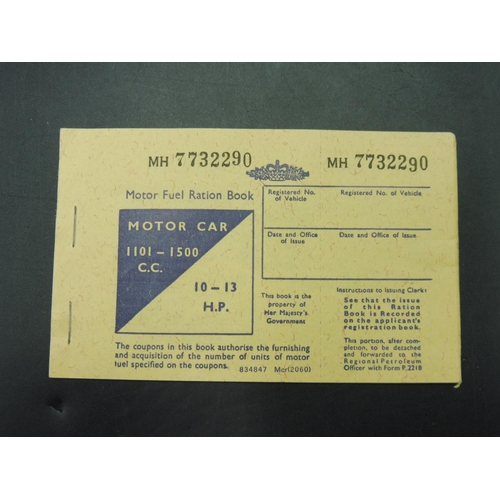 MH 7732290
MH 7732290
Motor Fuel Ration Book
MOTOR CAR
1101 – 1500
C.C.
10 – 13
H.P.
The coupons in this book authorise the furnishing
and acquisition of the number of units of motor
fuel specified on the coupons.
834847 Mcr(2060)
Registered No.
of Vehicle
Date and Office
of Issue
This book is the
property of
Her Majesty's
Government
Registered No. of Vehicle
Date and Office of Issue
Instructions to Issuing Clerk:
See that the issue
of this Ration
Book is Recorded
on the applicant's
registration book.
This portion, after com-
pletion, to be detached
and forwarded to the
Regional Petroleum
Officer with Form P.2218